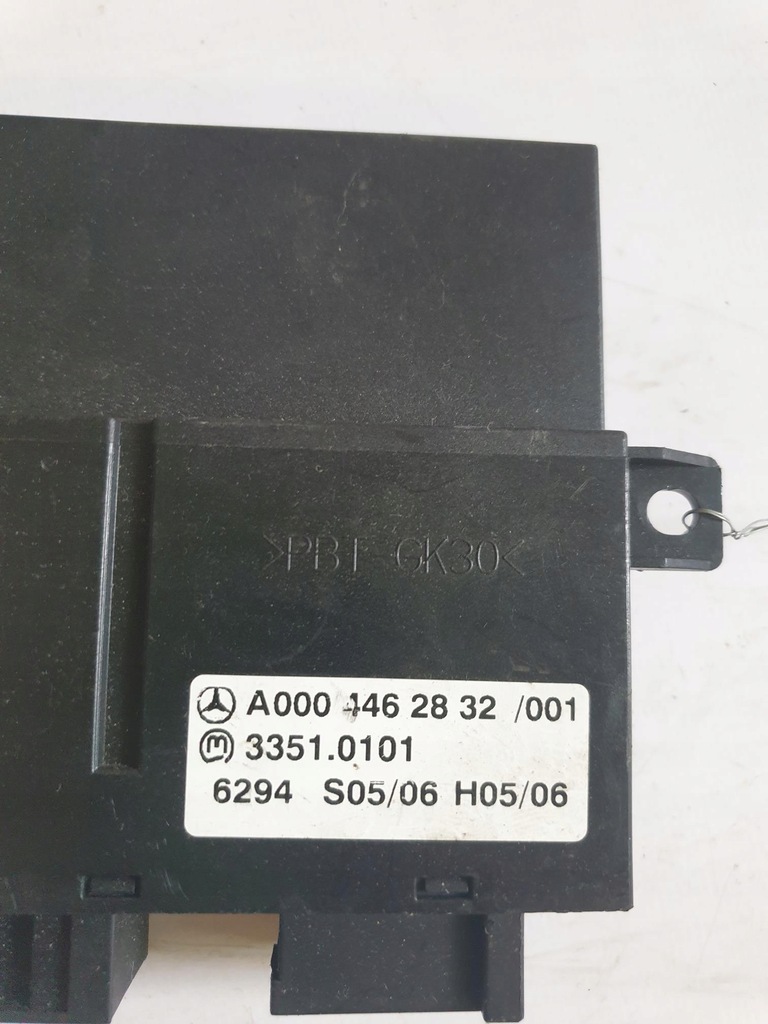 >PBT-GK30<
A000 446 28 32 /001
m 3351.0101
6294 S05/06 H05/06